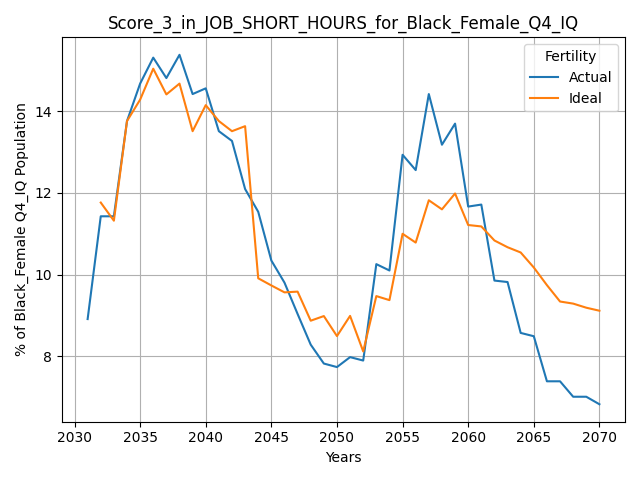 Score_3_in_JOB_SHORT_HOURS_for_Black_Female_Q4_IQ
Fertility
Actual
Ideal
% of Black_Female Q4_IQ Population
14
12
10
8
2030 2035 2040 2045 2050 2055 2060 2065 2070
Years